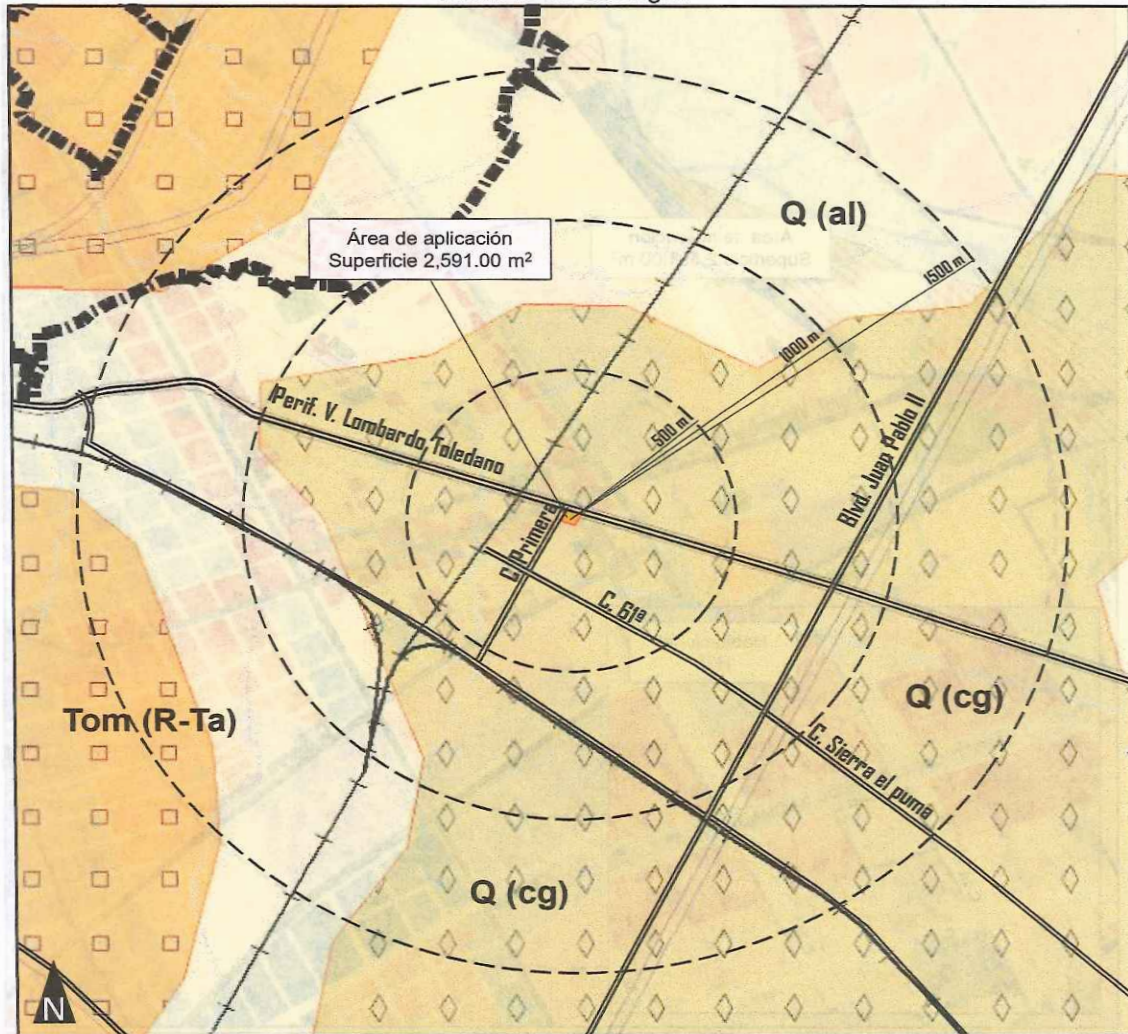 Área de aplicación
Superficie 2,591.00 m²
Q (al)
1500 m
1000 m
500 m
Perif. V. Lombardo Toledano
Blvd. Juan Pablo II
C. Primera
C. 61ª
Q (cg)
Tom (R-Ta)
C. Sierra el puma
Q (cg)
N